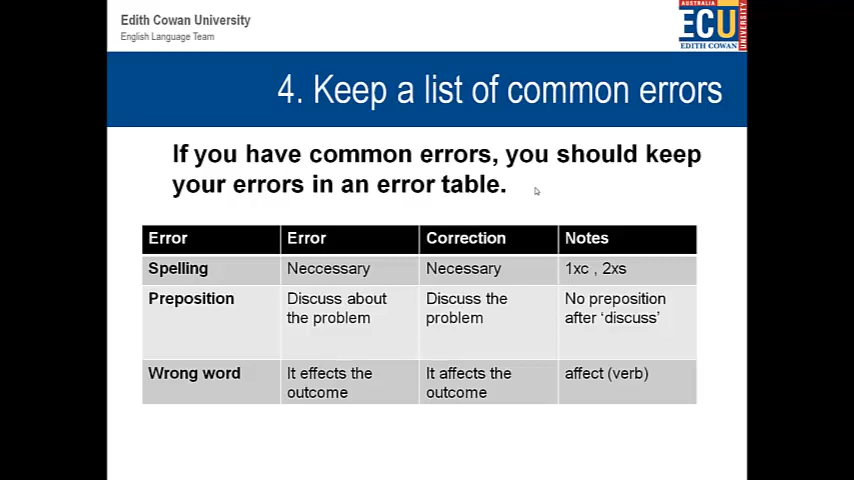 Edith Cowan University
English Language Team
AUSTRALIA
ECU
EDITH COWAN
UNIVERSITY
4. Keep a list of common errors
If you have common errors, you should keep
your errors in an error table.
Error Error Correction Notes
Spelling Neccessary Necessary 1xc , 2xs
Preposition Discuss about Discuss the No preposition
the problem problem after ‘discuss’
Wrong word It effects the It affects the affect (verb)
outcome outcome